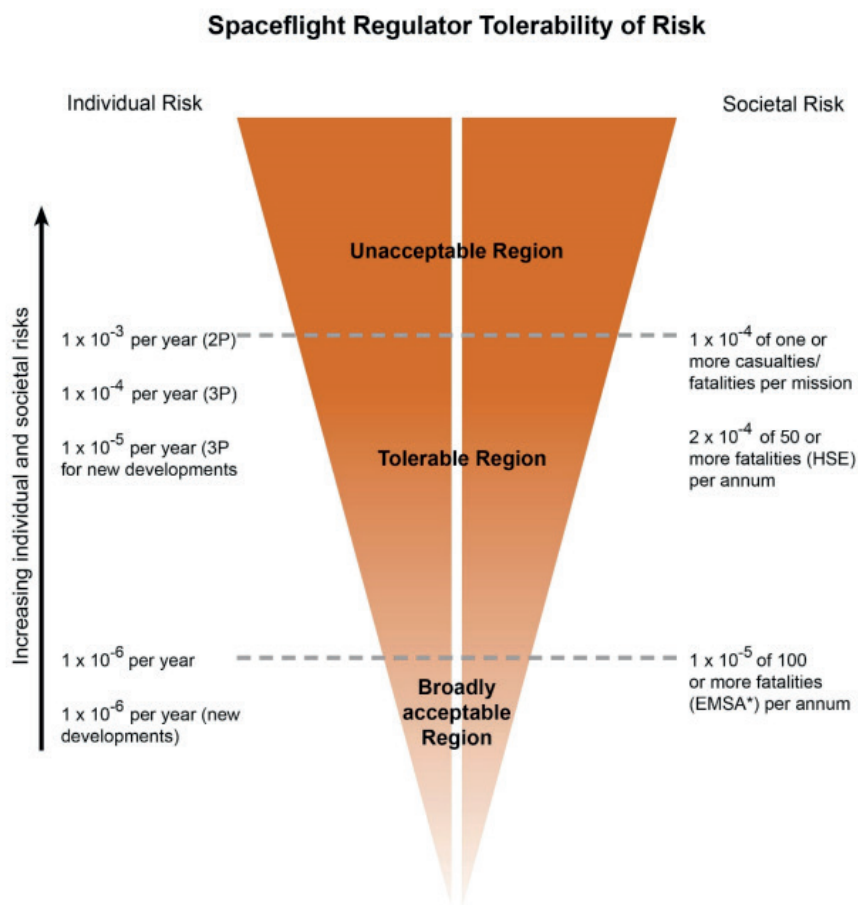 Spaceflight Regulator Tolerability of Risk
Individual Risk
Societal Risk
Increasing individual and societal risks
Unacceptable Region
1 x 10⁻³ per year (2P)
1 x 10⁻⁴ per year (3P)
1 x 10⁻⁵ per year (3P
for new developments
1 x 10⁻⁴ of one or
more casualties/
fatalities per mission
Tolerable Region
2 x 10⁻⁴ of 50 or
more fatalities (HSE)
per annum
1 x 10⁻⁶ per year
1 x 10⁻⁶ per year (new
developments)
Broadly
acceptable
Region
1 x 10⁻⁵ of 100
or more fatalities
(EMSA*) per annum